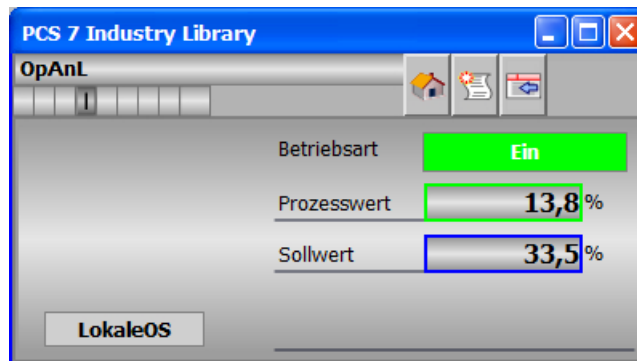 PCS 7 Industry Library
OpAnL
I
Betriebsart Ein
Prozesswert 13,8 %
Sollwert 33,5 %
LokaleOS